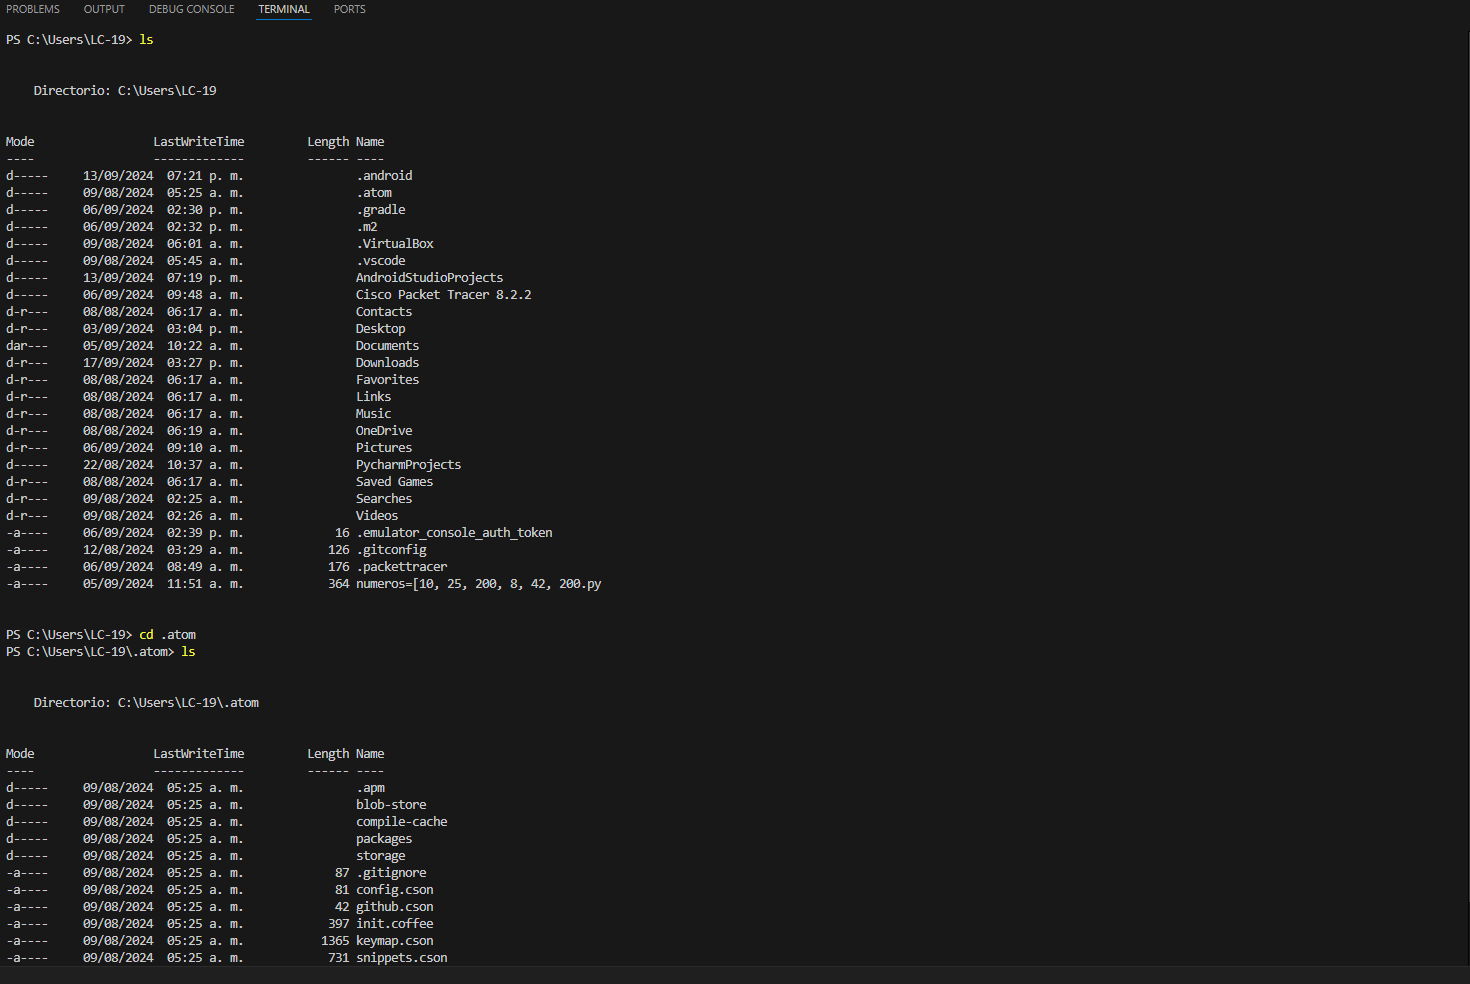 PROBLEMS OUTPUT DEBUG CONSOLE TERMINAL PORTS
PS C:\Users\LC-19> ls
Directorio: C:\Users\LC-19
Mode LastWriteTime Length Name
---- ------------- ------ ----
d----- 13/09/2024 07:21 p. m. .android
d----- 09/08/2024 05:25 a. m. .atom
d----- 06/09/2024 02:30 p. m. .gradle
d----- 06/09/2024 02:32 p. m. .m2
d----- 09/08/2024 06:01 a. m. .VirtualBox
d----- 09/08/2024 05:45 a. m. .vscode
d----- 13/09/2024 07:19 p. m. AndroidStudioProjects
d----- 06/09/2024 09:48 a. m. Cisco Packet Tracer 8.2.2
d-r--- 08/08/2024 06:17 a. m. Contacts
d-r--- 03/09/2024 03:04 p. m. Desktop
dar--- 05/09/2024 10:22 a. m. Documents
d-r--- 17/09/2024 03:27 p. m. Downloads
d-r--- 08/08/2024 06:17 a. m. Favorites
d-r--- 08/08/2024 06:17 a. m. Links
d-r--- 08/08/2024 06:17 a. m. Music
d-r--- 08/08/2024 06:19 a. m. OneDrive
d-r--- 06/09/2024 09:10 a. m. Pictures
d----- 22/08/2024 10:37 a. m. PycharmProjects
d-r--- 08/08/2024 06:17 a. m. Saved Games
d-r--- 09/08/2024 02:25 a. m. Searches
d-r--- 09/08/2024 02:26 a. m. Videos
-a---- 06/09/2024 02:39 p. m. 16 .emulator_console_auth_token
-a---- 12/08/2024 03:29 a. m. 126 .gitconfig
-a---- 06/09/2024 08:49 a. m. 176 .packettracer
-a---- 05/09/2024 11:51 a. m. 364 numeros=[10, 25, 200, 8, 42, 200.py
PS C:\Users\LC-19> cd .atom
PS C:\Users\LC-19\.atom> ls
Directorio: C:\Users\LC-19\.atom
Mode LastWriteTime Length Name
---- ------------- ------ ----
d----- 09/08/2024 05:25 a. m. .apm
d----- 09/08/2024 05:25 a. m. blob-store
d----- 09/08/2024 05:25 a. m. compile-cache
d----- 09/08/2024 05:25 a. m. packages
d----- 09/08/2024 05:25 a. m. storage
-a---- 09/08/2024 05:25 a. m. 87 .gitignore
-a---- 09/08/2024 05:25 a. m. 81 config.cson
-a---- 09/08/2024 05:25 a. m. 42 github.cson
-a---- 09/08/2024 05:25 a. m. 397 init.coffee
-a---- 09/08/2024 05:25 a. m. 1365 keymap.cson
-a---- 09/08/2024 05:25 a. m. 731 snippets.cson